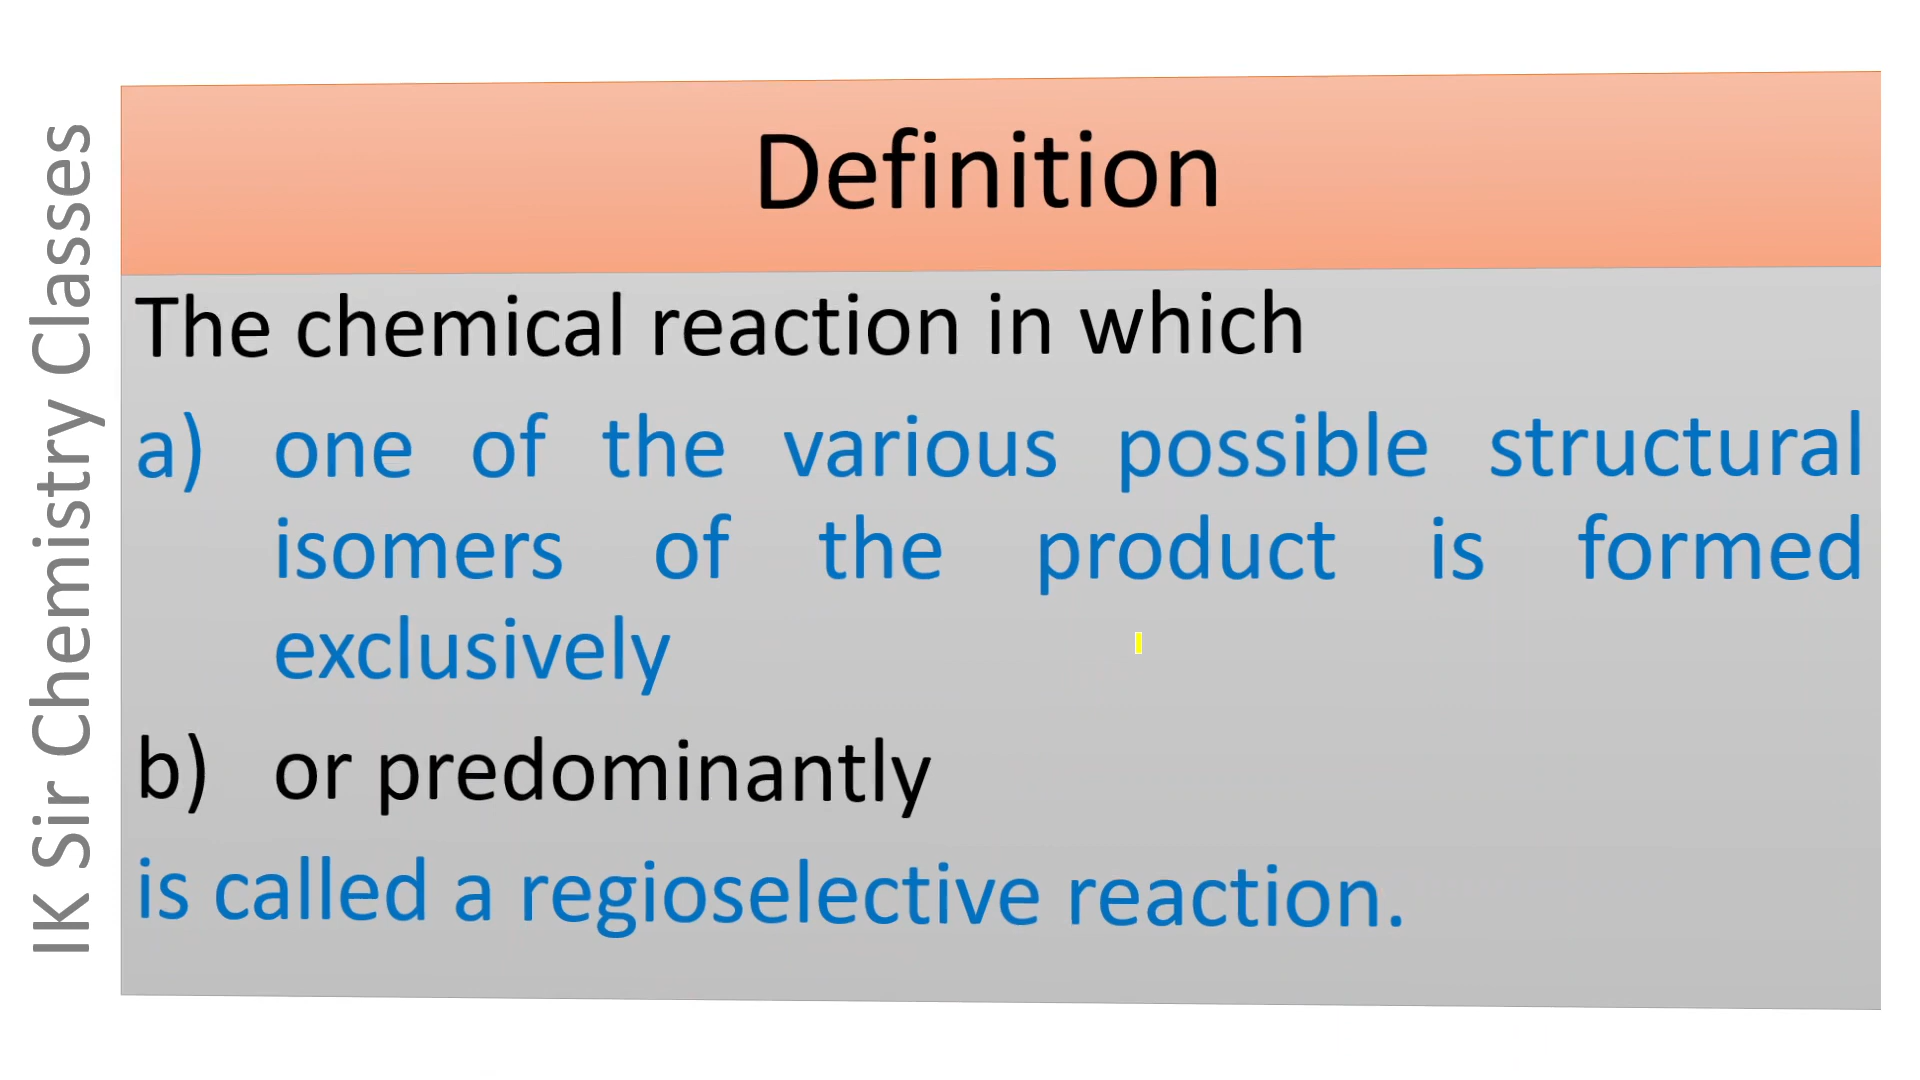 IK Sir Chemistry Classes
Definition
The chemical reaction in which
a) one of the various possible structural
isomers of the product is formed
exclusively
b) or predominantly
is called a regioselective reaction.